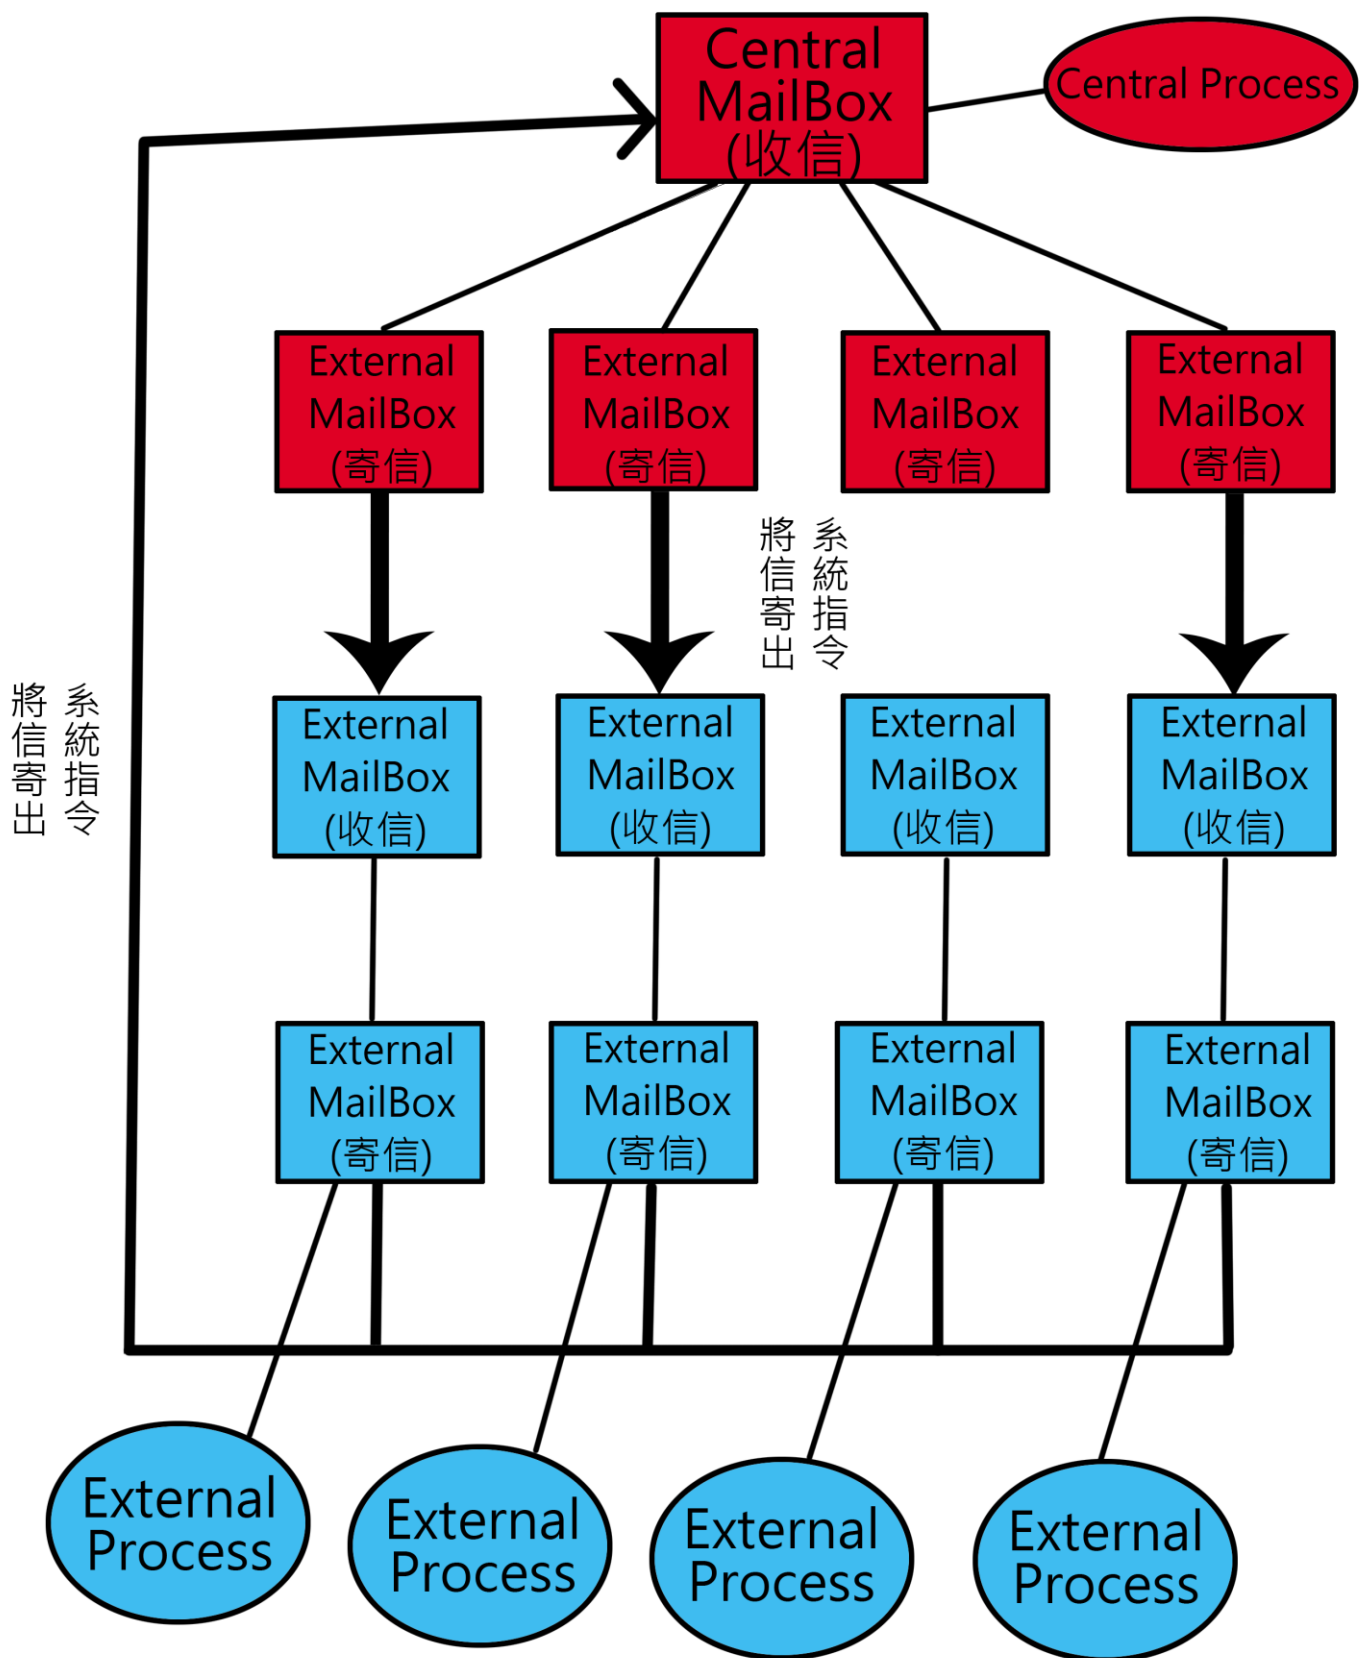 Central
MailBox
(收信)
Central Process
External
MailBox
(寄信)
External
MailBox
(寄信)
External
MailBox
(寄信)
External
MailBox
(寄信)
系統指令
將信寄出
系統指令
將信寄出
External
MailBox
(收信)
External
MailBox
(收信)
External
MailBox
(收信)
External
MailBox
(收信)
External
MailBox
(寄信)
External
MailBox
(寄信)
External
MailBox
(寄信)
External
MailBox
(寄信)
External
Process
External
Process
External
Process
External
Process